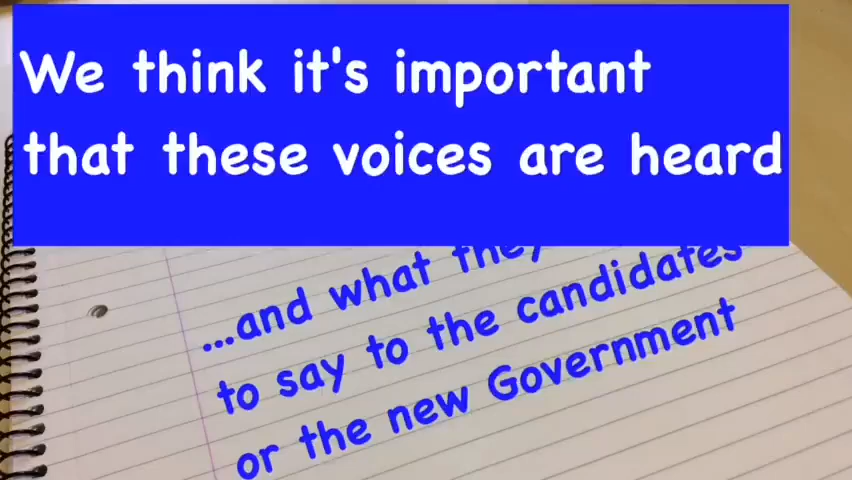 We think it's important
that these voices are heard
...and what they
to say to the candidates
or the new Government